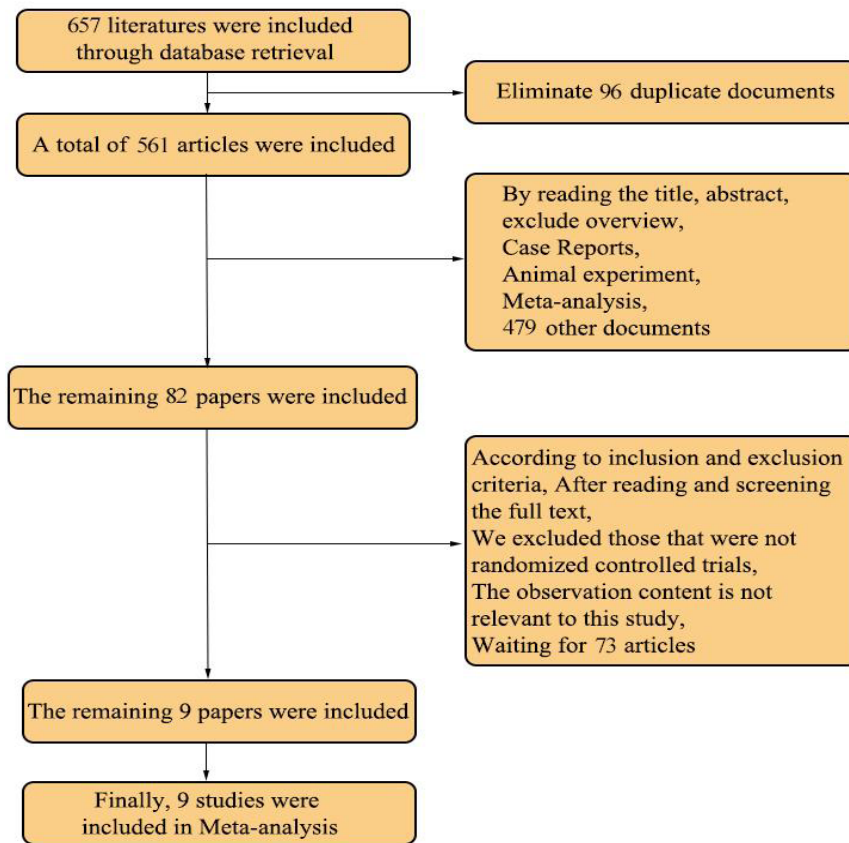 657 literatures were included
through database retrieval
Eliminate 96 duplicate documents
A total of 561 articles were included
By reading the title, abstract,
exclude overview,
Case Reports,
Animal experiment,
Meta-analysis,
479 other documents
The remaining 82 papers were included
According to inclusion and exclusion
criteria, After reading and screening
the full text,
We excluded those that were not
randomized controlled trials,
The observation content is not
relevant to this study,
Waiting for 73 articles
The remaining 9 papers were included
Finally, 9 studies were
included in Meta-analysis